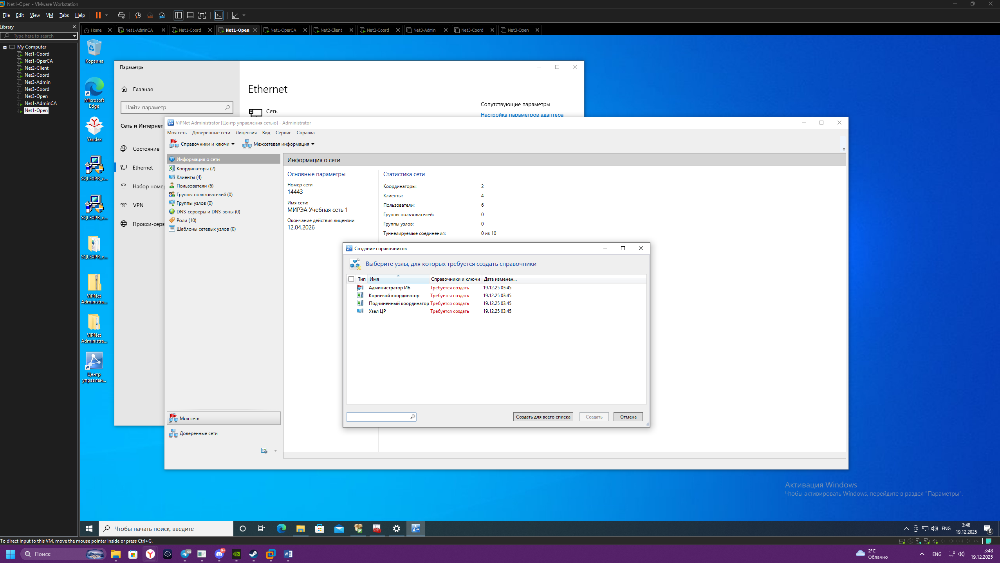 Net1-Open - VMware Workstation
File Edit View VM Tabs Help
Library
Type here to search
My Computer
Net1-Coord
Net1-OperCA
Net2-Client
Net2-Coord
Net3-Admin
Net3-Coord
Net3-Open
Net1-AdminCA
Net1-Open
Home Net1-AdminCA Net1-Coord Net1-Open Net1-OperCA Net2-Client Net2-Coord Net3-Admin Net3-Coord Net3-Open
Корзина
Microsoft
Edge
Yandex
SQLEXPR_x...
SQLEXPR_x...
SQLEXPR_x...
ViPNet
Administra...
ViPNet
Administra...
Центр
управлен...
Параметры
Главная
Найти параметр
Сеть и Интернет
Состояние
Ethernet
Набор номе
VPN
Прокси-серв
Ethernet
Сеть
Сопутствующие параметры
Настройка параметров адаптера
ViPNet Administrator [Центр управления сетью] - Administrator
Моя сеть Доверенные сети Лицензия Вид Сервис Справка
Справочники и ключи Межсетевая информация
Информация о сети
Координаторы (2)
Клиенты (4)
Пользователи (6)
Группы пользователей (0)
Группы узлов (0)
DNS-серверы и DNS-зоны (0)
Роли (10)
Шаблоны сетевых узлов (0)
Моя сеть
Доверенные сети
Информация о сети
Основные параметры
Номер сети
14443
Имя сети:
МИРЭА Учебная сеть 1
Окончание действия лицензии
12.04.2026
Статистика сети
Координаторы: 2
Клиенты: 4
Пользователи: 6
Группы пользователей: 0
Группы узлов: 0
Туннелируемые соединения: 0 из 10
Создание справочников
Выберите узлы, для которых требуется создать справочники
Тип Имя Справочники и ключи Дата изменен...
Администратор ИБ Требуется создать 19.12.25 03:45
Корневой координатор Требуется создать 19.12.25 03:45
Подчиненный координатор Требуется создать 19.12.25 03:45
Узел ЦР Требуется создать 19.12.25 03:45
Создать для всего списка Создать Отмена
Активация Windows
Чтобы активировать Windows, перейдите в раздел "Параметры".
Чтобы начать поиск, введите
ENG
3:48
19.12.2025
6
To direct input to this VM, move the mouse pointer inside or press Ctrl+G.
Поиск
68
9+
2°C
Облачно
ENG
3:48
19.12.2025